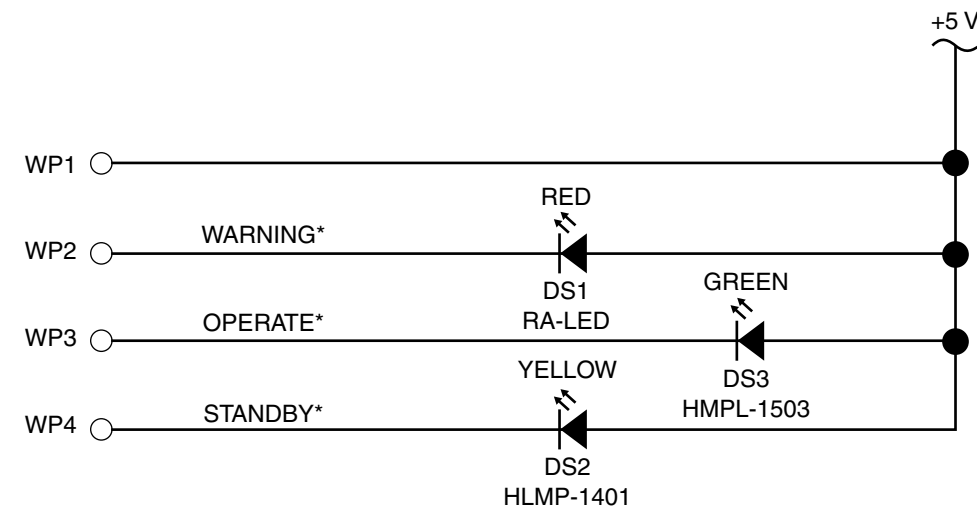 +5 V
WP1
RED
WP2 WARNING*
DS1
GREEN
WP3 OPERATE* RA-LED
YELLOW
DS3
WP4 STANDBY*
HMPL-1503
DS2
HLMP-1401